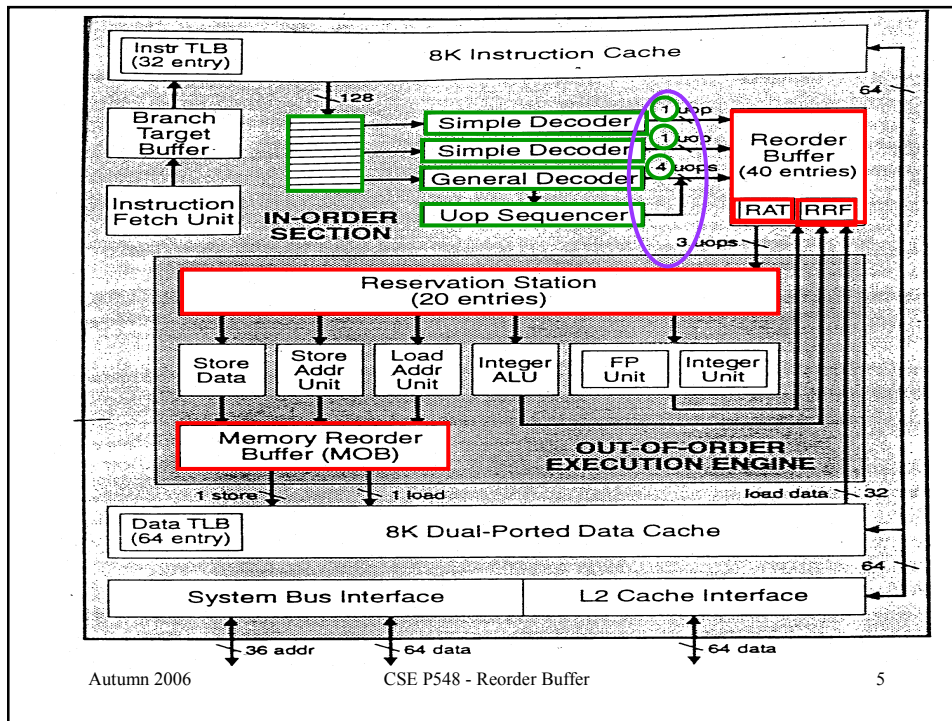 Instr TLB
(32 entry)
8K Instruction Cache
128
64
Branch
Target
Buffer
Instruction
Fetch Unit
IN-ORDER
SECTION
Simple Decoder
1 uop
Simple Decoder
1 uop
General Decoder
4 uops
Uop Sequencer
Reorder
Buffer
(40 entries)
RAT
RRF
3 uops
Reservation Station
(20 entries)
Store
Data
Store
Addr
Unit
Load
Addr
Unit
Integer
ALU
FP
Unit
Integer
Unit
Memory Reorder
Buffer (MOB)
OUT-OF-ORDER
EXECUTION ENGINE
1 store
1 load
load data
32
Data TLB
(64 entry)
8K Dual-Ported Data Cache
64
System Bus Interface
L2 Cache Interface
36 addr
64 data
64 data
Autumn 2006
CSE P548 - Reorder Buffer
5